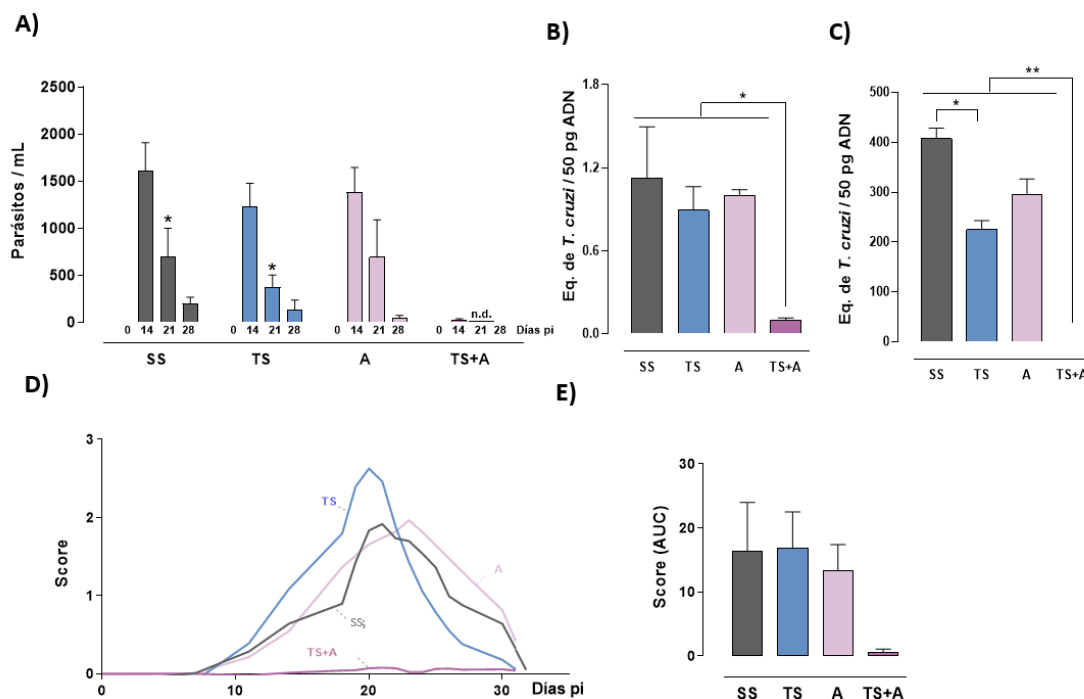 A)
Parásitos / mL
2500
2000
1500
1000
500
0
*
*
n.d.
0 14 21 28 0 14 21 28 0 14 21 28 0 14 21 28 Días pi
SS TS A TS+A
B)
Eq. de T. cruzi / 50 pg ADN
1.8
1.2
0.6
0.0
*
SS TS A TS+A
C)
Eq. de T. cruzi / 50 pg ADN
500
400
300
200
100
0
**
*
SS TS A TS+A
D)
Score
3
2
1
0
TS
A
SS
TS+A
0 10 20 30 Días pi
E)
Score (AUC)
30
20
10
0
SS TS A TS+A